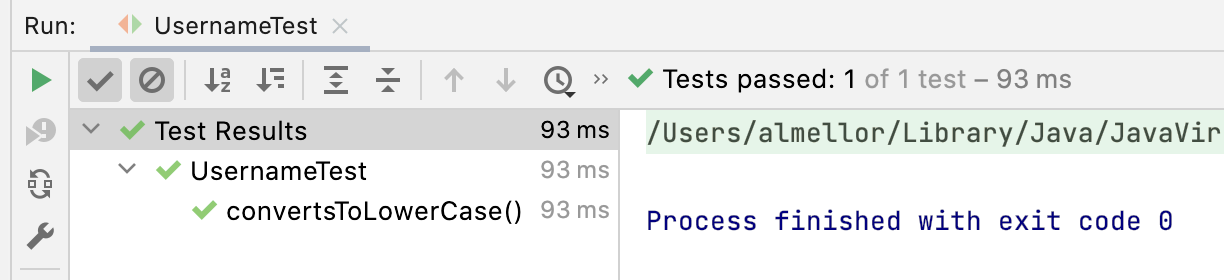 Run: UsernameTest
Tests passed: 1 of 1 test – 93 ms
Test Results 93 ms
UsernameTest 93 ms
convertsToLowerCase() 93 ms
/Users/almellor/Library/Java/JavaVir
Process finished with exit code 0